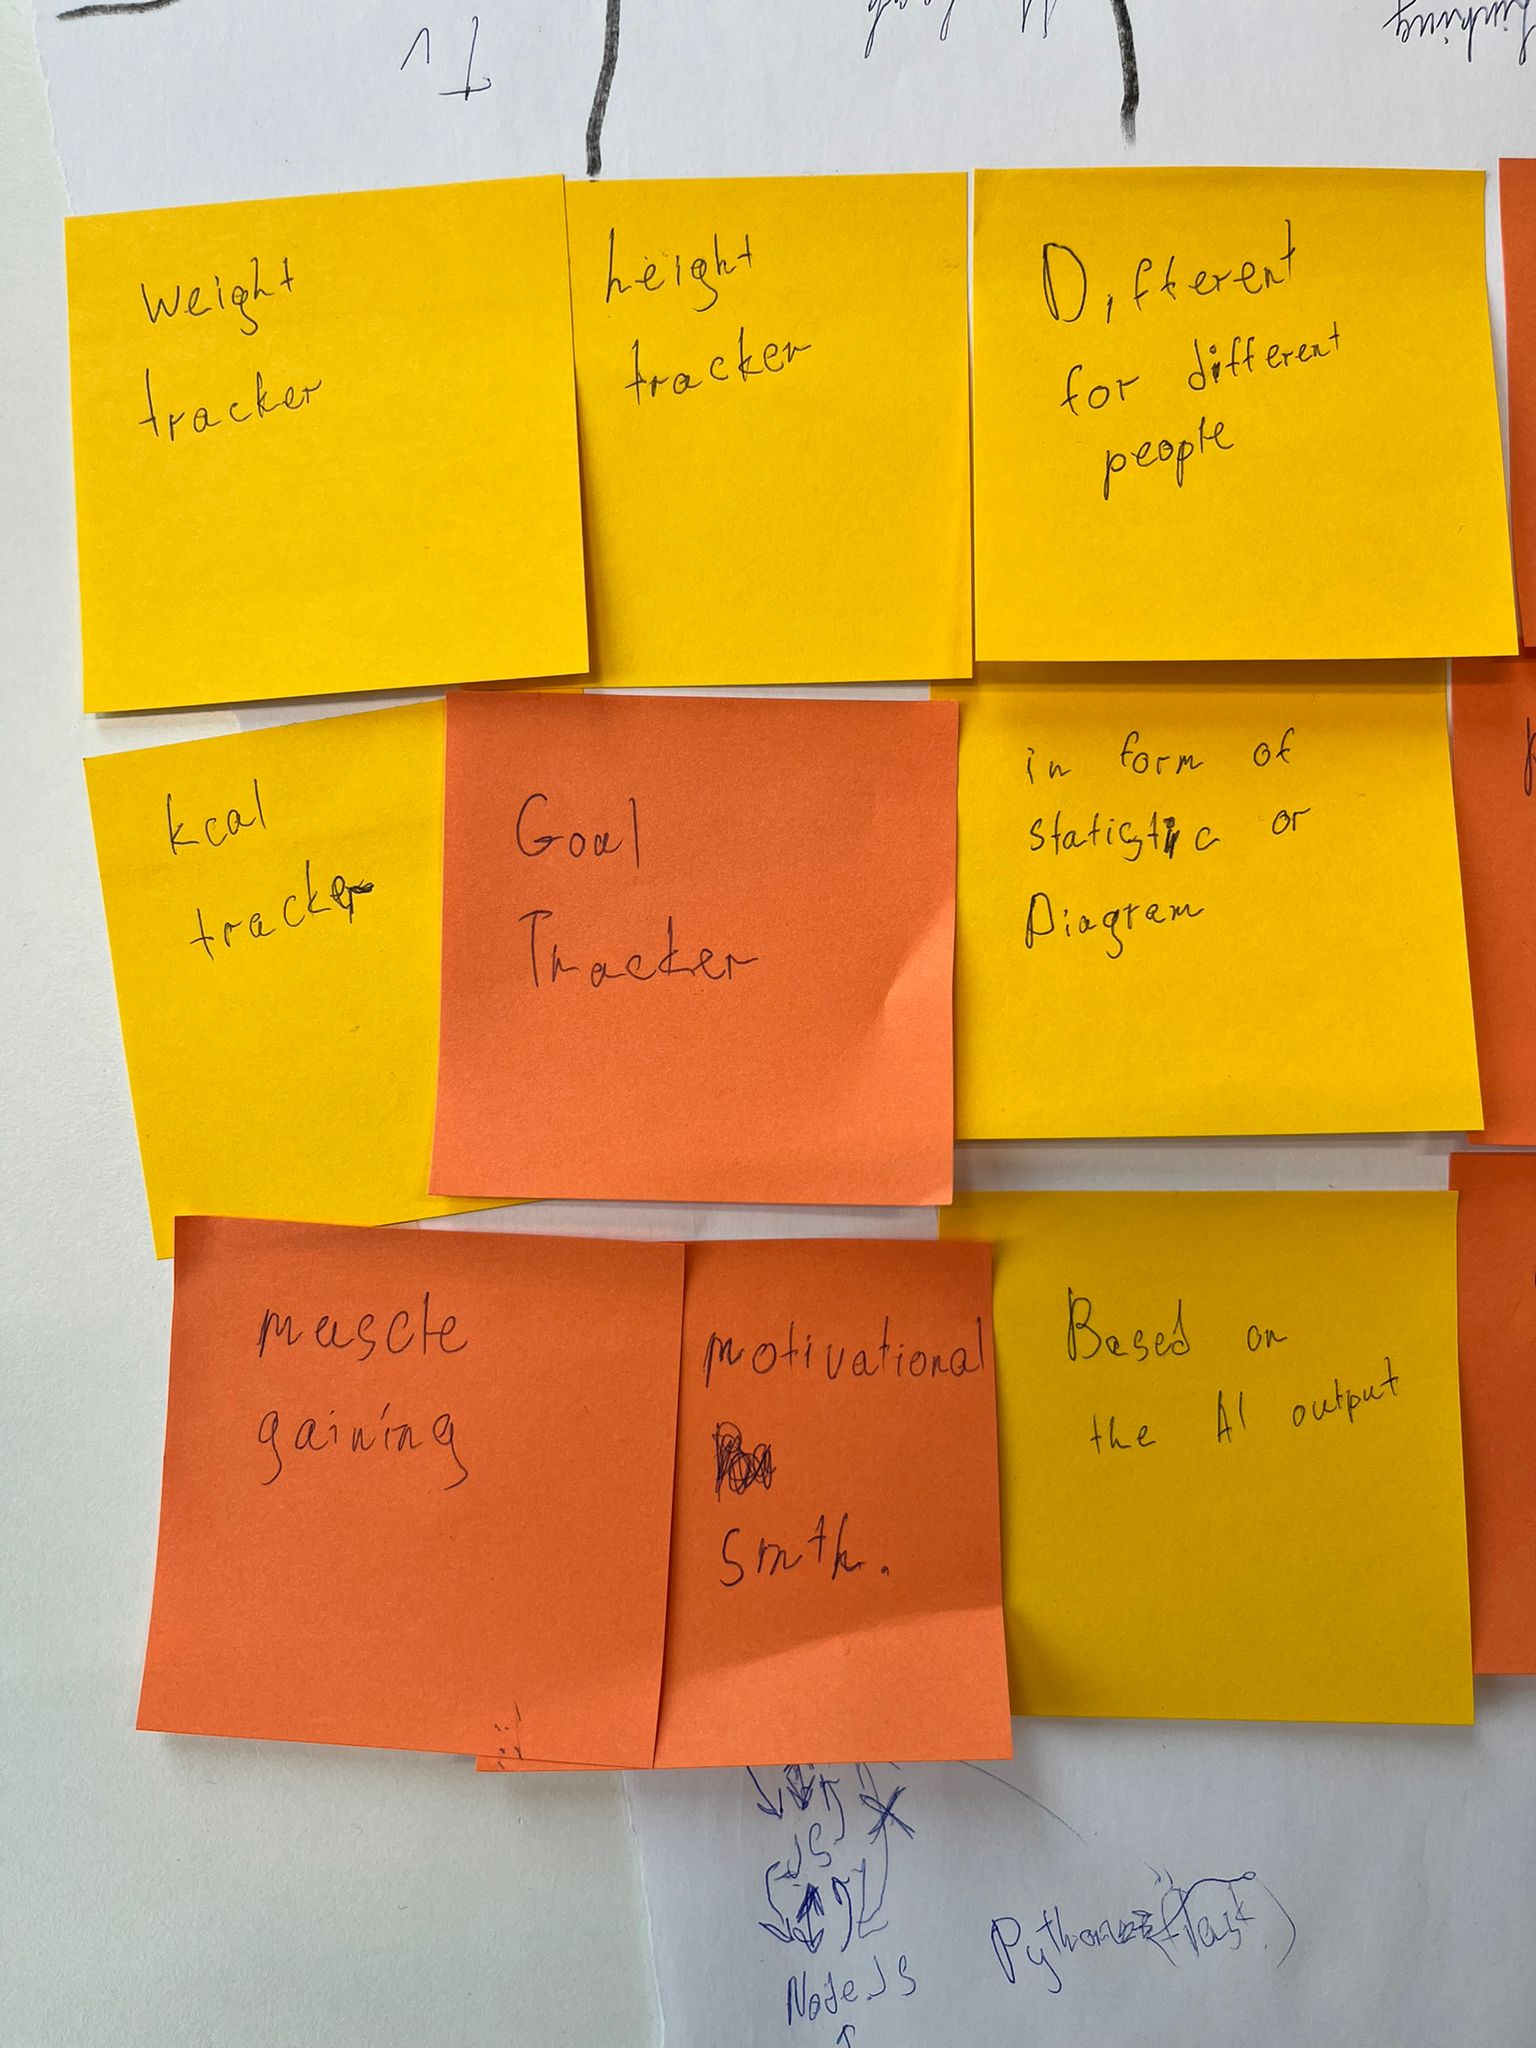 weight
tracker
height
tracker
Different
for different
people
kcal
tracker
Goal
Tracker
in form of
statistic or
Diagram
muscle
gaining
motivational
smth.
Based on
the AI output
JS
NodeJS
Python (flask)